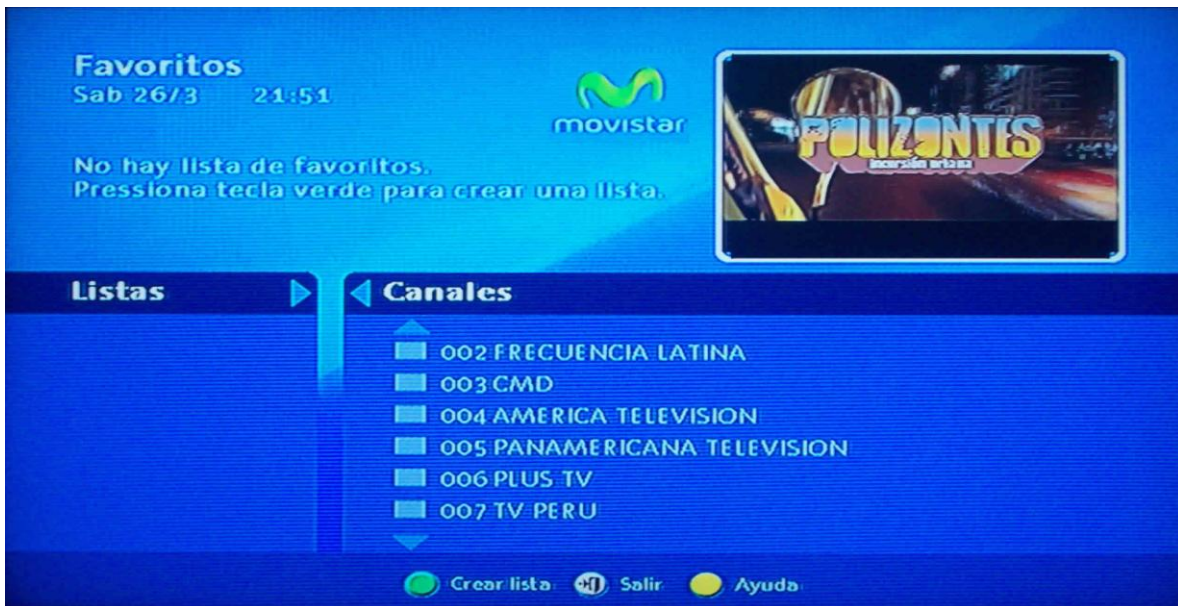 Favoritos
Sab 26/3 21:51
movistar
No hay lista de favoritos.
Pressiona tecla verde para crear una lista.
POLIZONTES
incursión urbana
Listas
Canales
002 FRECUENCIA LATINA
003 CMD
004 AMERICA TELEVISION
005 PANAMERICANA TELEVISION
006 PLUS TV
007 TV PERU
Crear lista Salir Ayuda